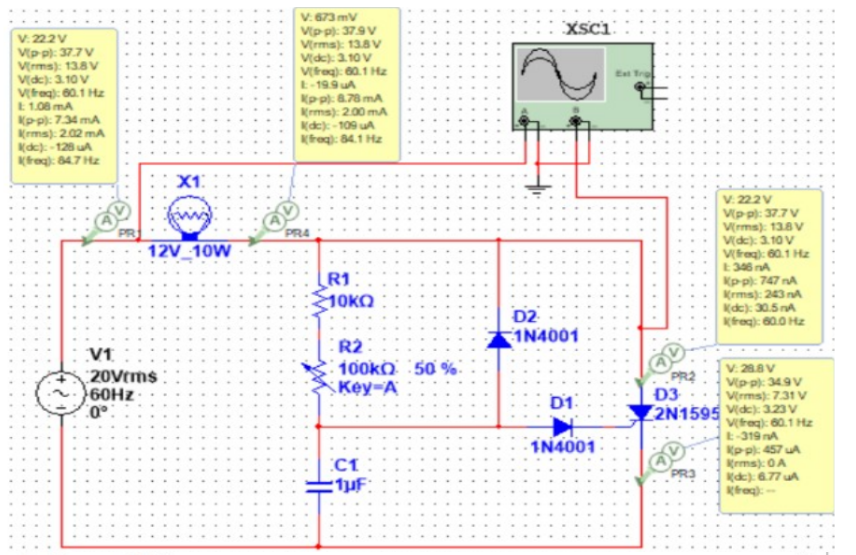 V: 22.2 V
V(p-p): 37.7 V
V(rms): 13.8 V
V(dc): 3.10 V
V(freq): 60.1 Hz
I: 1.08 mA
I(p-p): 7.34 mA
I(rms): 2.02 mA
I(dc): -128 uA
I(freq): 84.7 Hz
V: 673 mV
V(p-p): 37.9 V
V(rms): 13.8 V
V(dc): 3.10 V
V(freq): 60.1 Hz
I: -19.9 uA
I(p-p): 8.78 mA
I(rms): 2.00 mA
I(dc): -109 uA
I(freq): 84.1 Hz
XSC1
Ext Trig
A
B
X1
12V_10W
A
V
PR1
A
V
PR4
R1
10kΩ
R2
100kΩ 50 %
Key=A
D2
1N4001
V1
20Vrms
60Hz
0°
D1
1N4001
D3
2N1595
C1
1µF
V: 22.2 V
V(p-p): 37.7 V
V(rms): 13.8 V
V(dc): 3.10 V
V(freq): 60.1 Hz
I: 346 nA
I(p-p): 747 nA
I(rms): 243 nA
I(dc): 30.5 nA
I(freq): 60.0 Hz
A
V
PR2
V: 28.8 V
V(p-p): 34.9 V
V(rms): 7.31 V
V(dc): 3.23 V
V(freq): 60.1 Hz
I: -319 nA
I(p-p): 457 uA
I(rms): 0 A
I(dc): 6.77 uA
I(freq): --
A
V
PR3